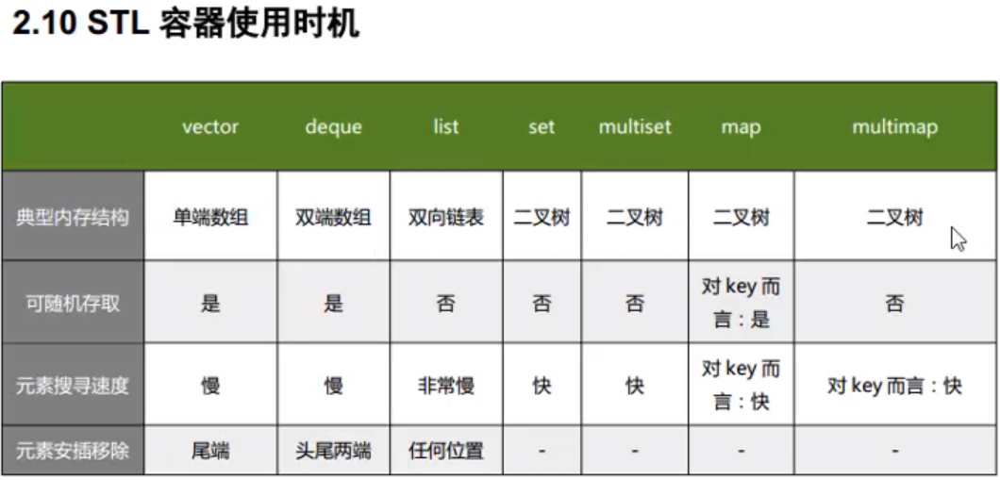 2.10 STL 容器使用时机
vector deque list set multiset map multimap
典型内存结构 单端数组 双端数组 双向链表 二叉树 二叉树 二叉树 二叉树
可随机存取 是 是 否 否 否 对 key 而
言：是 否
元素搜寻速度 慢 慢 非常慢 快 快 对 key 而
言：快 对 key 而言：快
元素安插移除 尾端 头尾两端 任何位置 - - - -